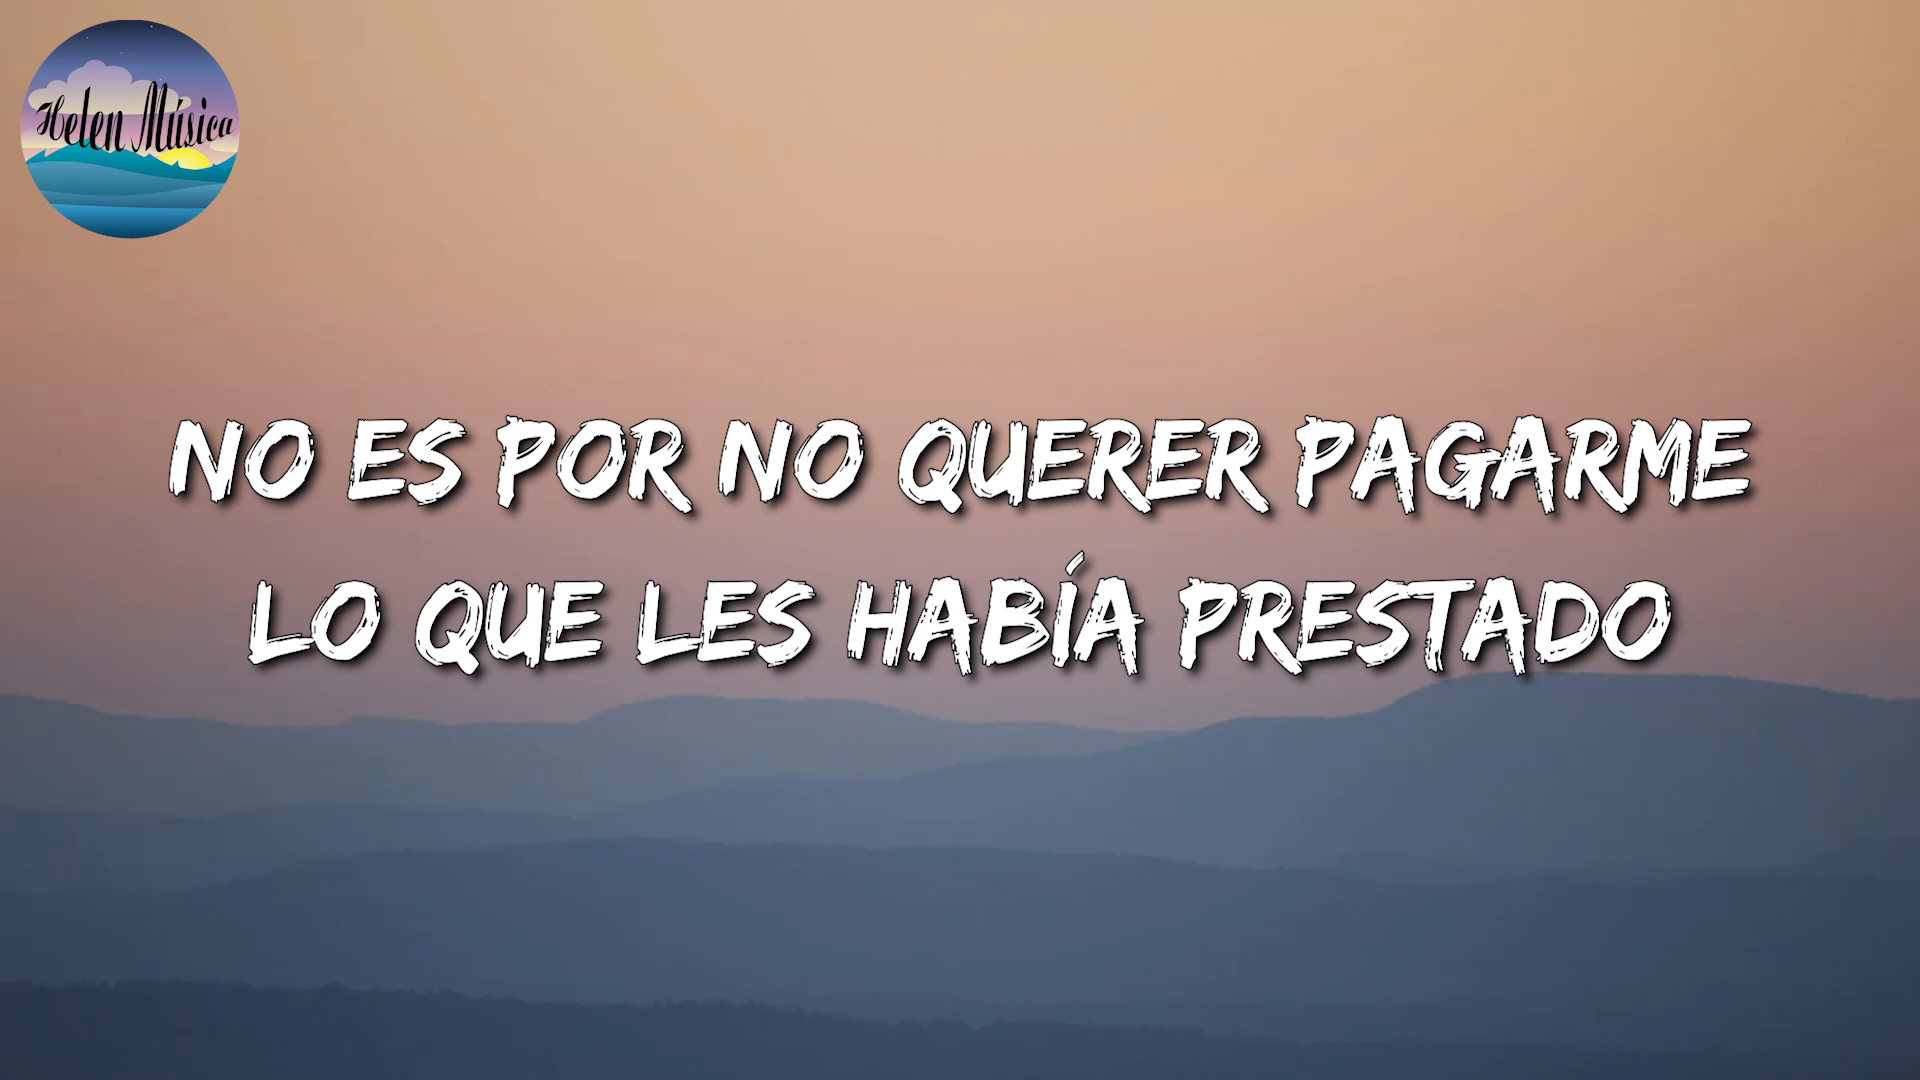 Helen Música
NO ES POR NO QUERER PAGARME
LO QUE LES HABÍA PRESTADO